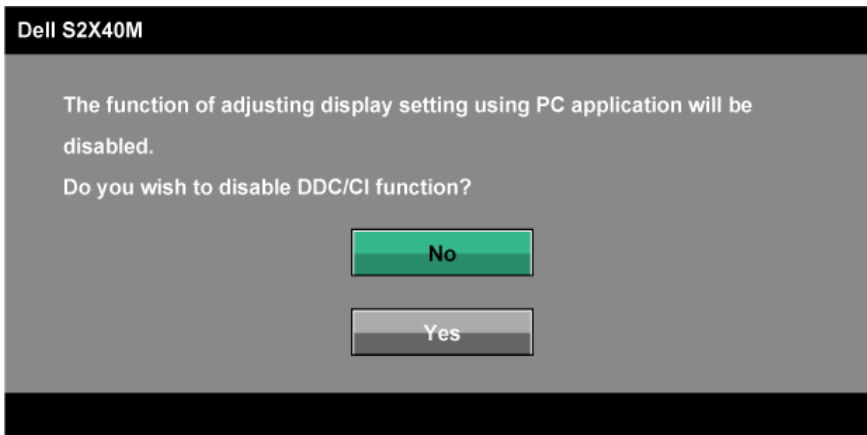 Dell S2X40M
The function of adjusting display setting using PC application will be
disabled.
Do you wish to disable DDC/CI function?
No
Yes